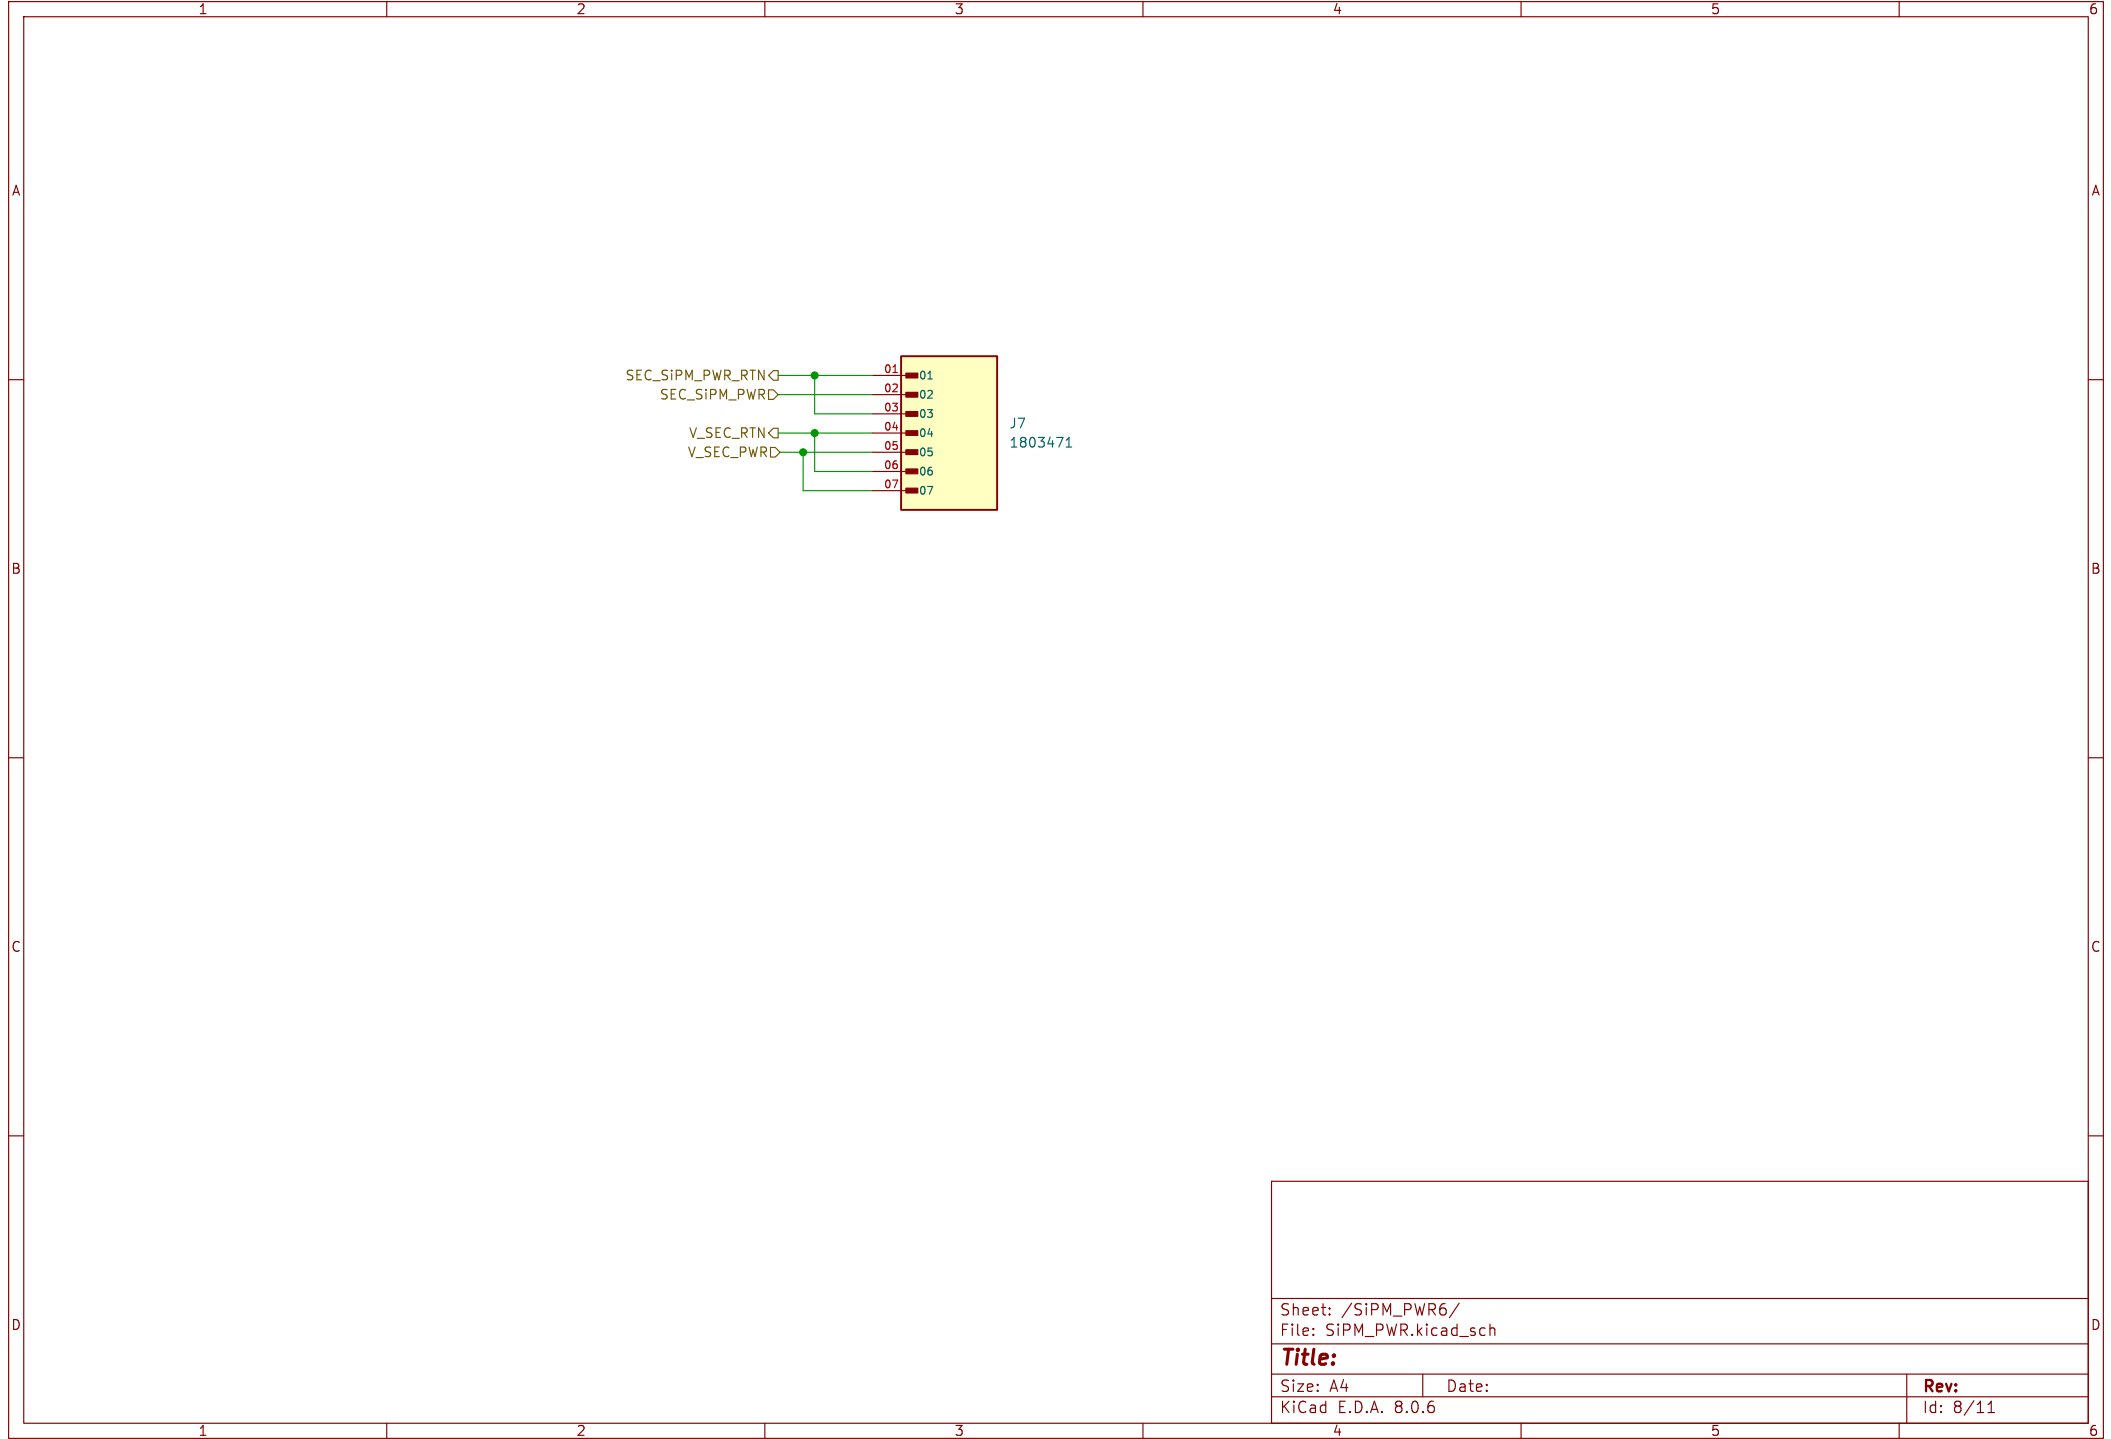 1 2 3 4 5 6
A A
SEC_SiPM_PWR_RTN 01 01
SEC_SiPM_PWR 02 02
03 03
V_SEC_RTN 04 04
J7
V_SEC_PWR 05 05
1803471
06 06
07 07
B B
C C
Sheet: /SiPM_PWR6/
File: SiPM_PWR.kicad_sch
D D
Title:
Size: A4 Date: Rev:
KiCad E.D.A. 8.0.6 Id: 8/11
1 2 3 4 5 6